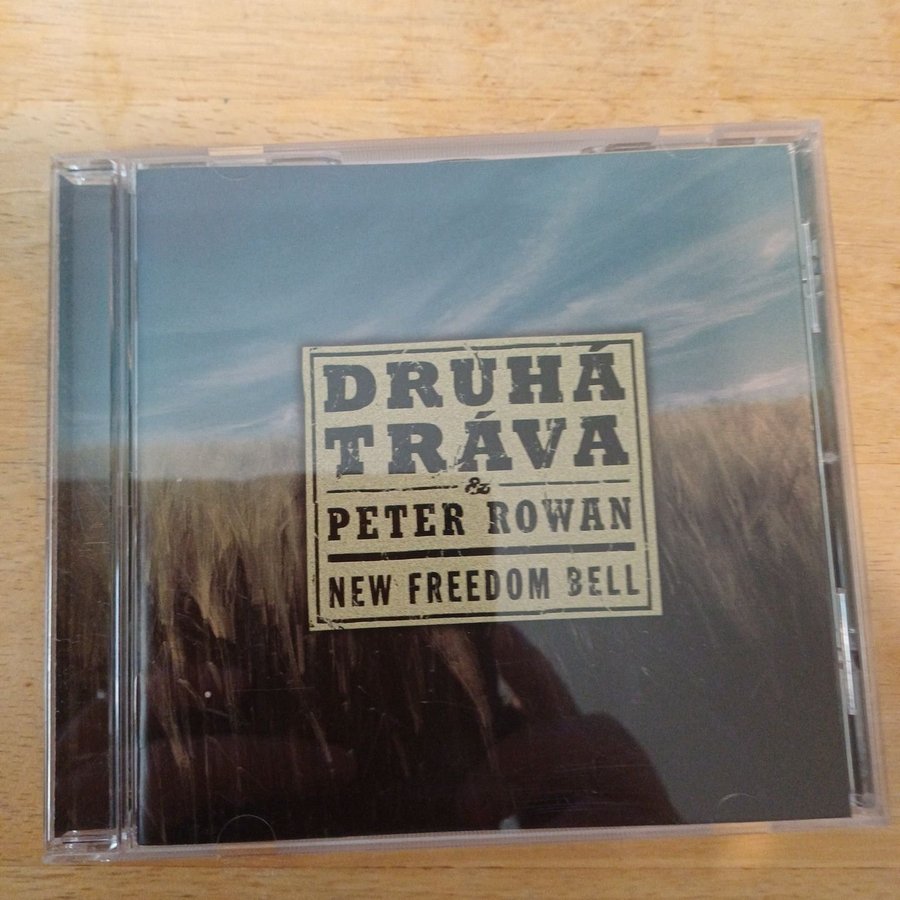 DRUHÁ
TRÁVA
&
PETER ROWAN
NEW FREEDOM BELL